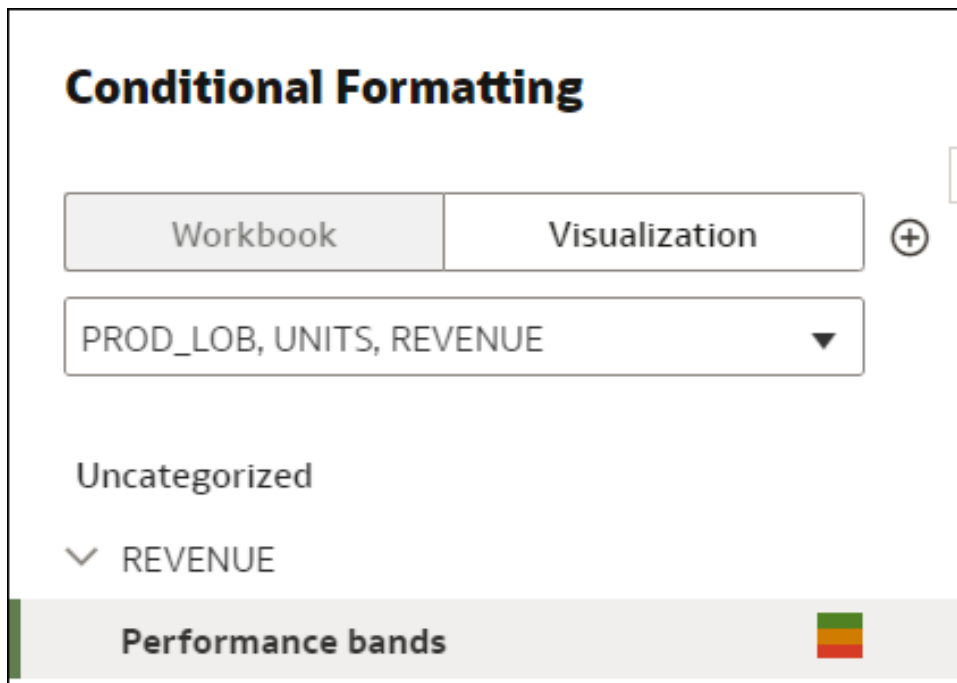 Conditional Formatting
Workbook Visualization
PROD_LOB, UNITS, REVENUE
Uncategorized
REVENUE
Performance bands